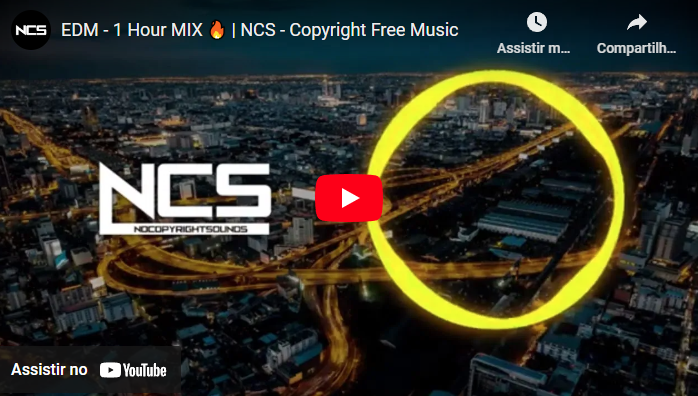 NCS
EDM - 1 Hour MIX 🔥 | NCS - Copyright Free Music
Assistir m...
Compartilh...
NCS
NOCOPYRIGHTSOUNDS
Assistir no YouTube